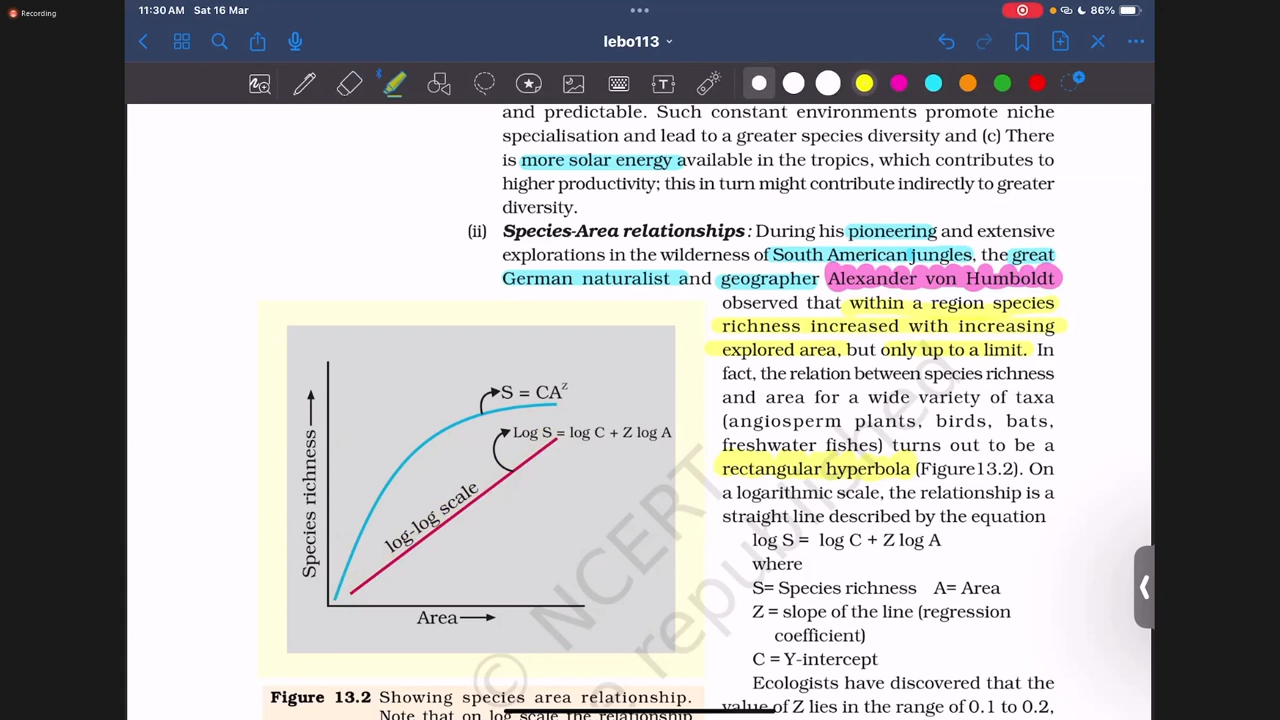 Recording
11:30 AM Sat 16 Mar
86%
lebo113
and predictable. Such constant environments promote niche
specialisation and lead to a greater species diversity and (c) There
is more solar energy available in the tropics, which contributes to
higher productivity; this in turn might contribute indirectly to greater
diversity.
(ii) Species-Area relationships: During his pioneering and extensive
explorations in the wilderness of South American jungles, the great
German naturalist and geographer Alexander von Humboldt
observed that within a region species
richness increased with increasing
explored area, but only up to a limit. In
fact, the relation between species richness
and area for a wide variety of taxa
(angiosperm plants, birds, bats,
freshwater fishes) turns out to be a
rectangular hyperbola (Figure13.2). On
a logarithmic scale, the relationship is a
straight line described by the equation
log S = log C + Z log A
where
S= Species richness A= Area
Z = slope of the line (regression
coefficient)
C = Y-intercept
Ecologists have discovered that the
value of Z lies in the range of 0.1 to 0.2,
S = CA^Z
Log S = log C + Z log A
log-log scale
Species richness
Area
Figure 13.2 Showing species area relationship.
Note that on log scale the relationship
© NCERT
republished